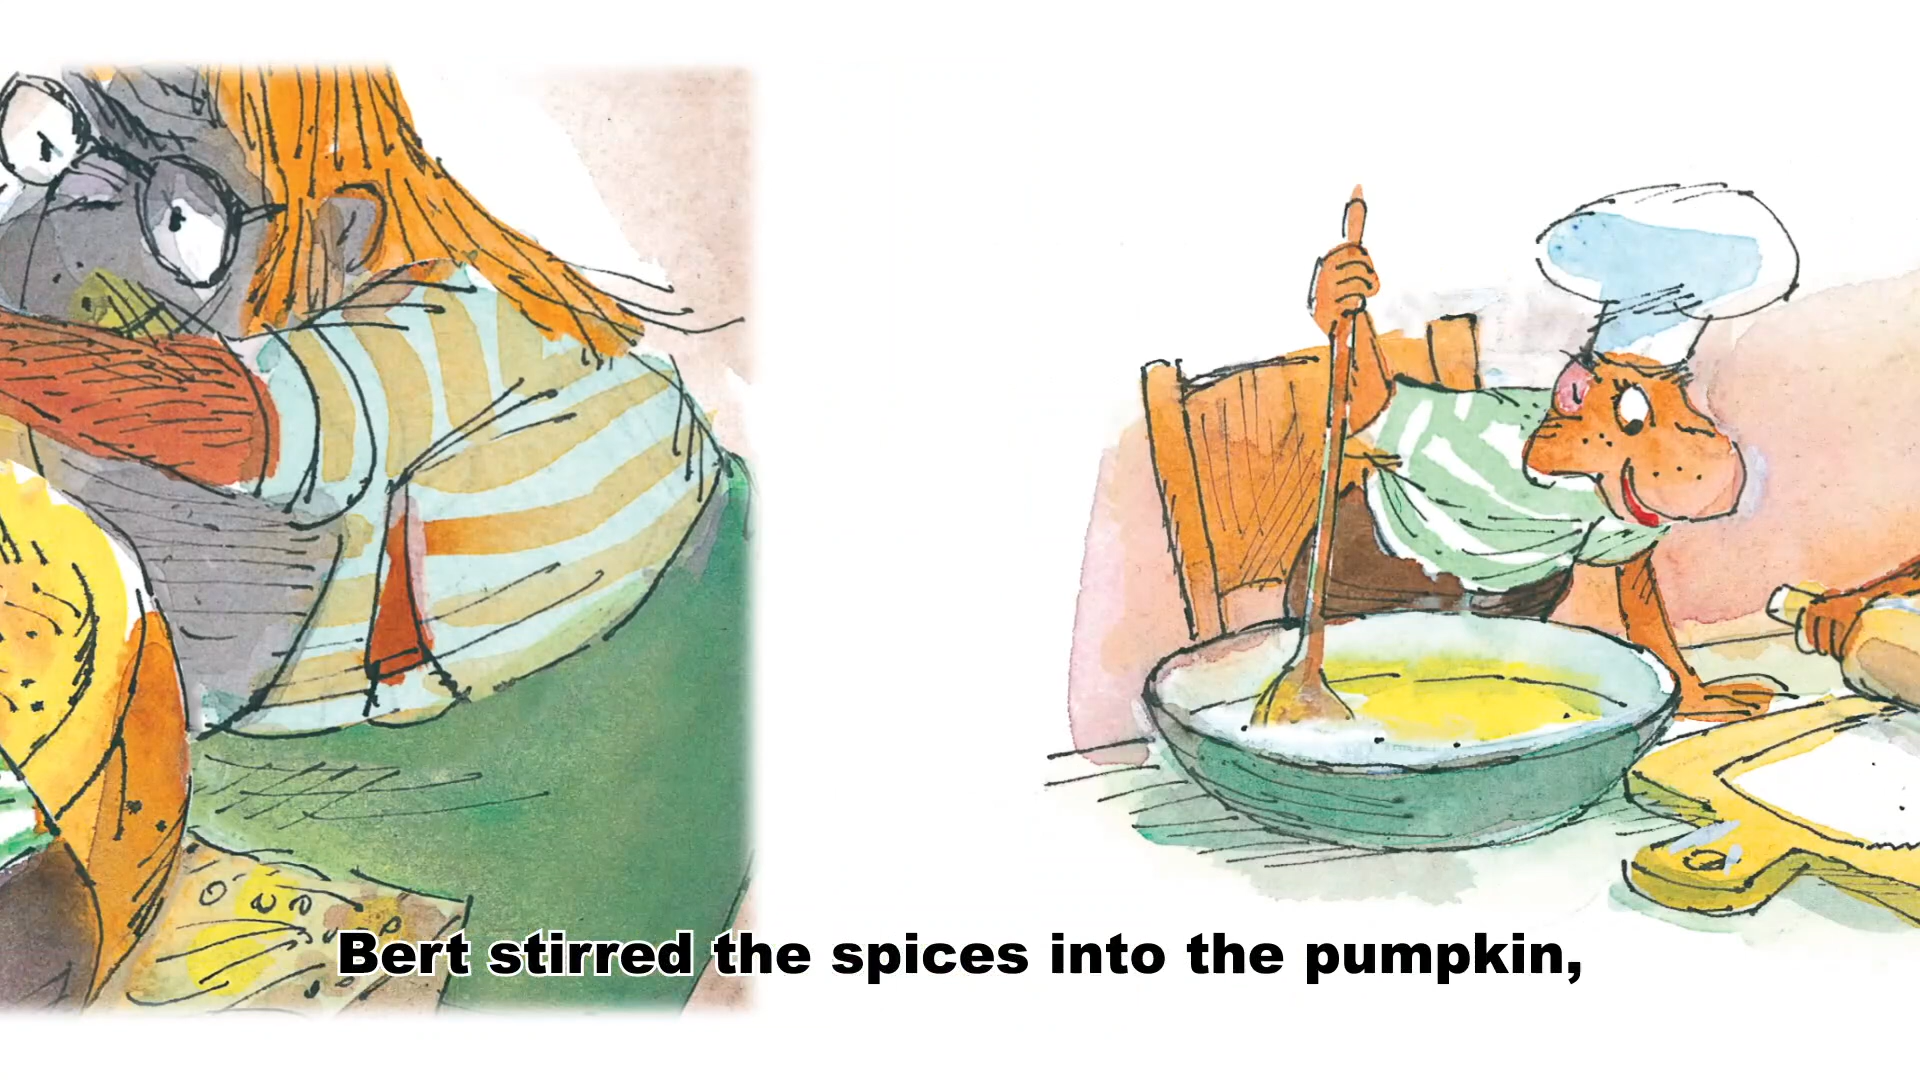 Bert stirred the spices into the pumpkin,